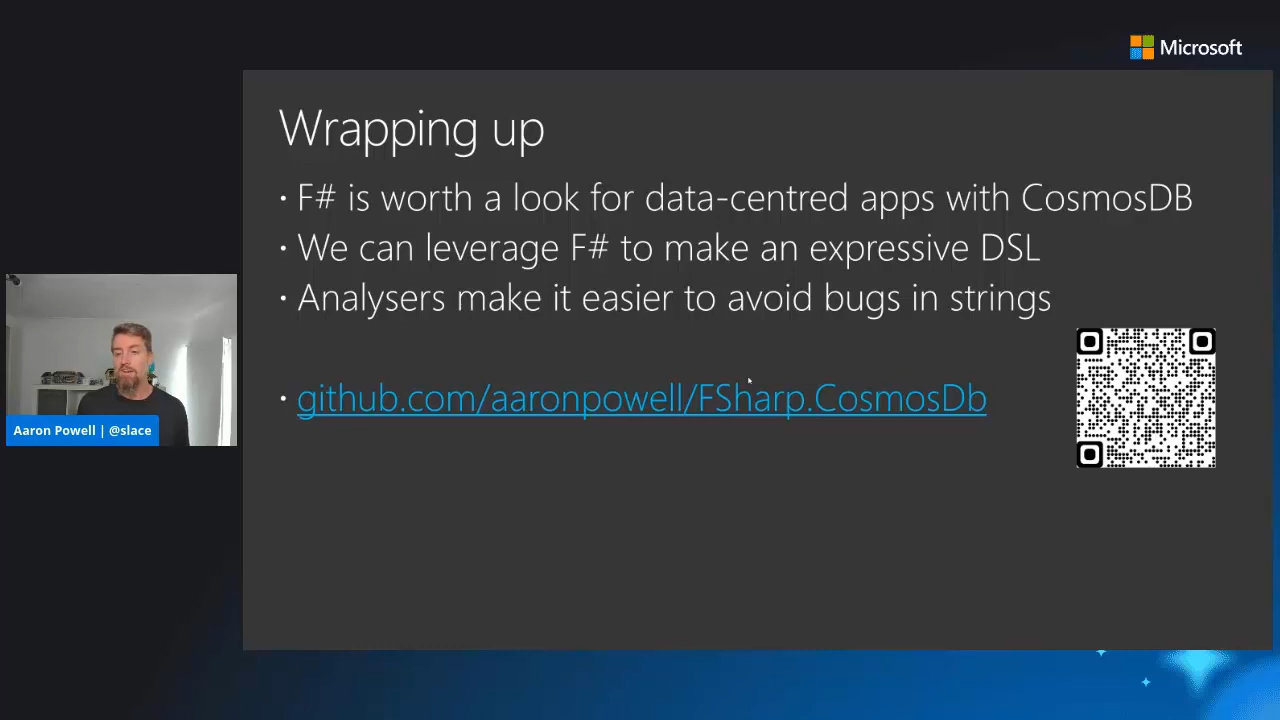 Microsoft
Wrapping up
· F# is worth a look for data-centred apps with CosmosDB
· We can leverage F# to make an expressive DSL
· Analysers make it easier to avoid bugs in strings
· github.com/aaronpowell/FSharp.CosmosDb
Aaron Powell | @slace